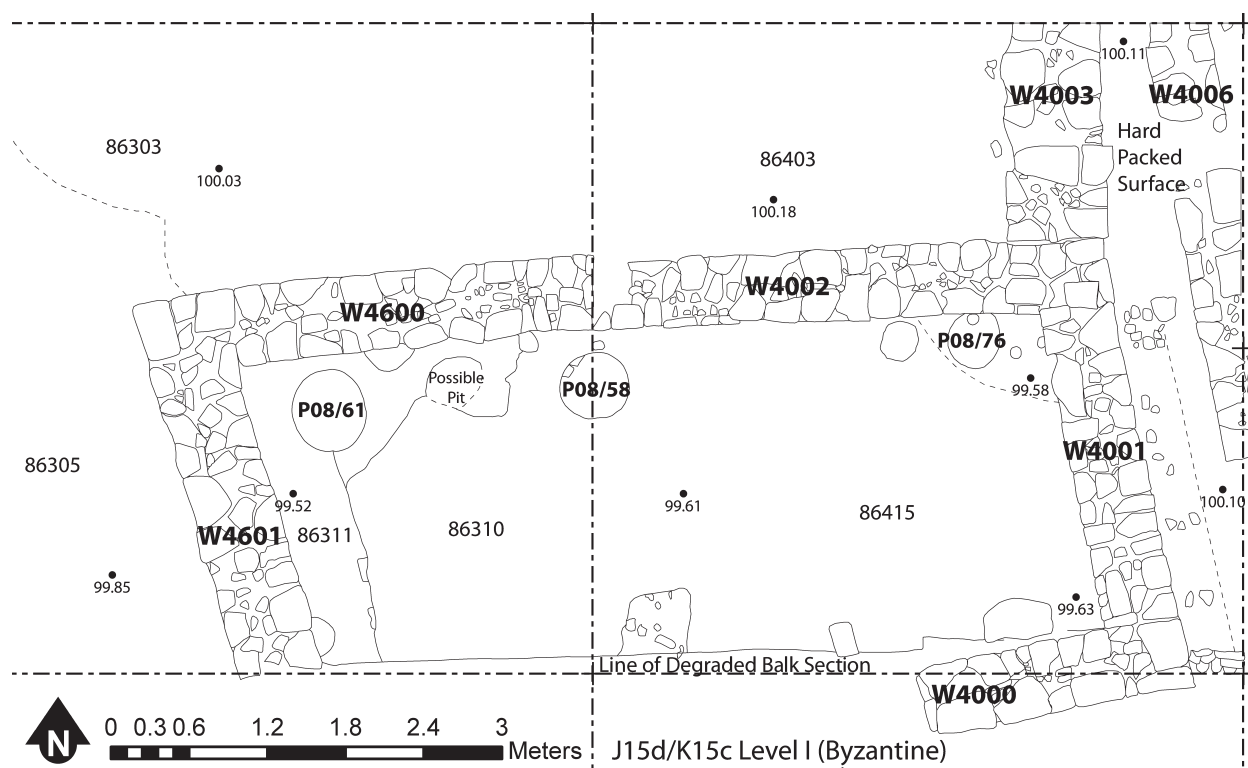 100.11
W4003
W4006
Hard
Packed
Surface
86303
100.03
86403
100.18
W4600
W4002
P08/76
Possible
Pit
P08/61
P08/58
99.58
W4001
86305
99.52
99.61
100.10
86415
W4601
86311
86310
99.85
99.63
Line of Degraded Balk Section
W4000
N
0 0.3 0.6 1.2 1.8 2.4 3
Meters
J15d/K15c Level I (Byzantine)